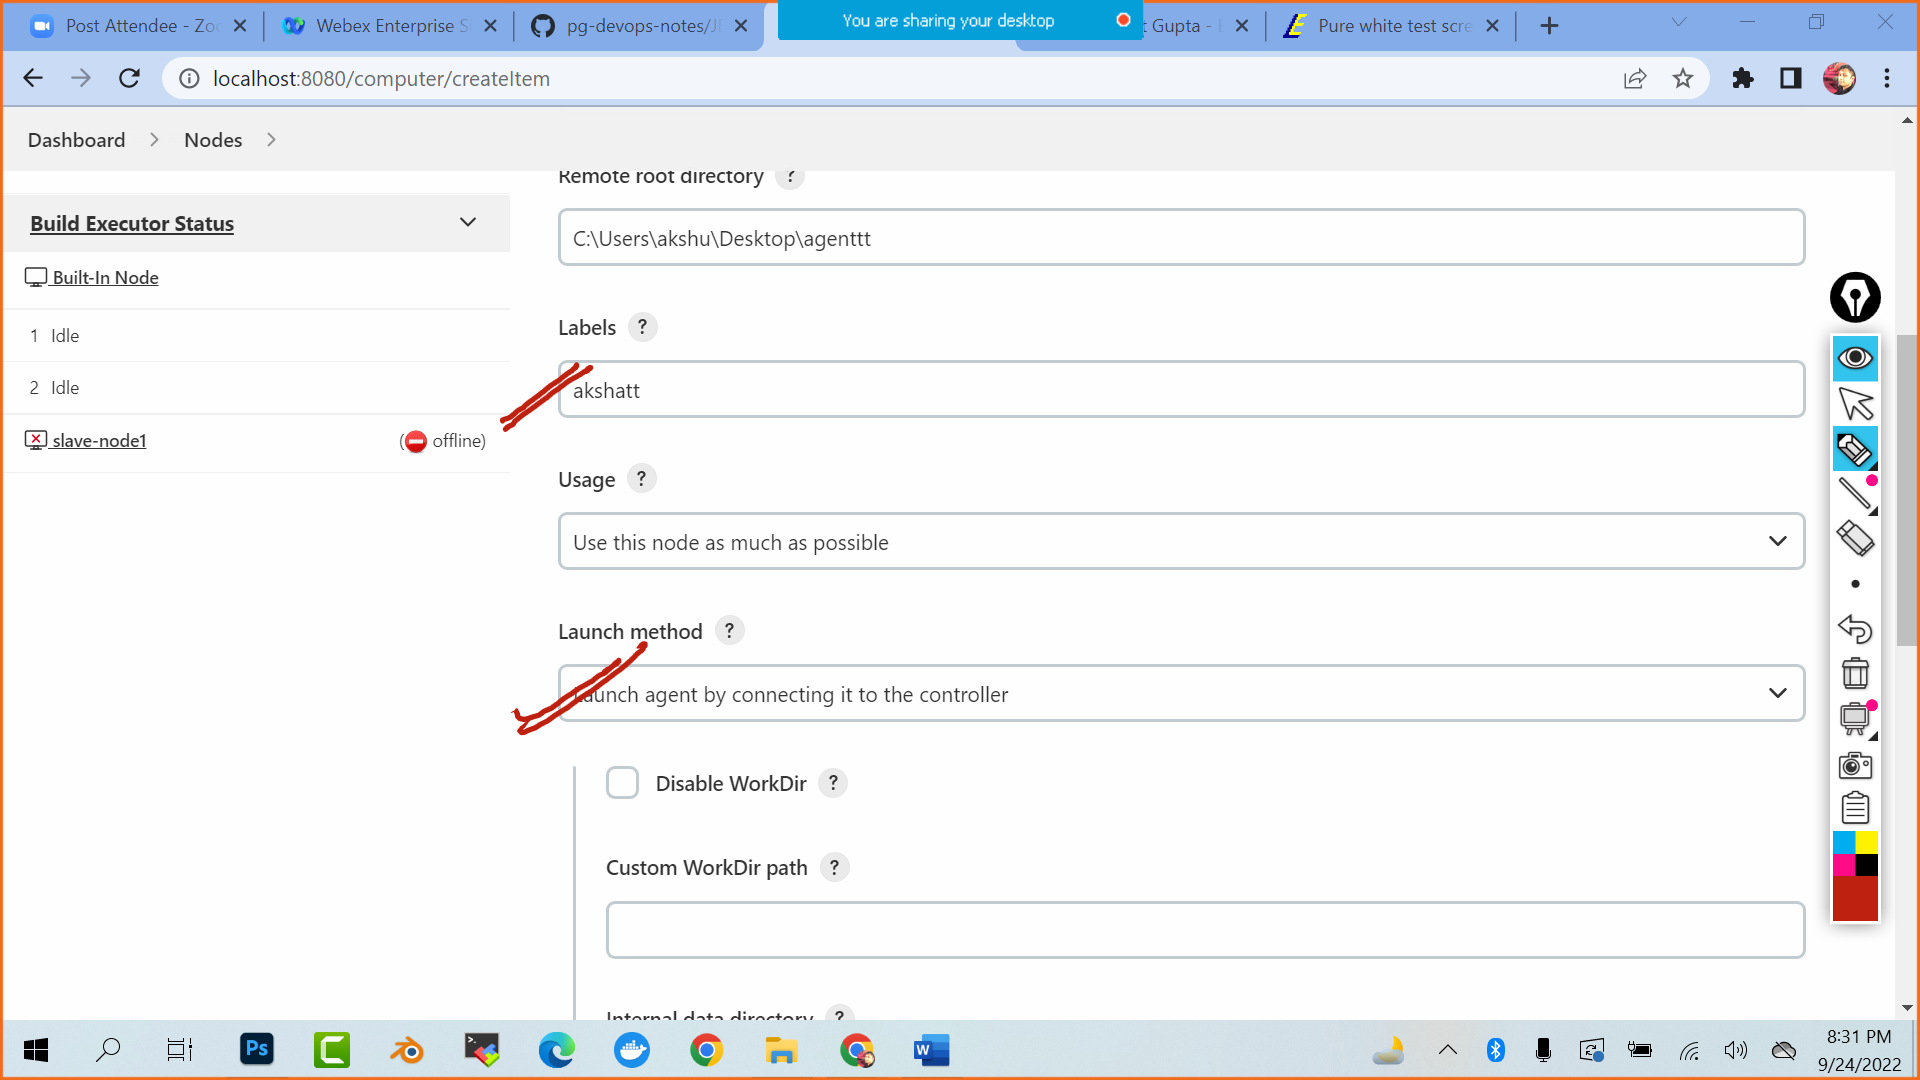 Post Attendee - Zoo
Webex Enterprise S
pg-devops-notes/JE
You are sharing your desktop
t Gupta - E
Pure white test scre
localhost:8080/computer/createItem
Dashboard
Nodes
Remote root directory ?
Build Executor Status
C:\Users\akshu\Desktop\agenttt
Built-In Node
Labels ?
1 Idle
2 Idle
akshatt
slave-node1
(offline)
Usage ?
Use this node as much as possible
Launch method ?
Launch agent by connecting it to the controller
Disable WorkDir ?
Custom WorkDir path ?
Internal data directory ?
Ps
C
W
8:31 PM
9/24/2022